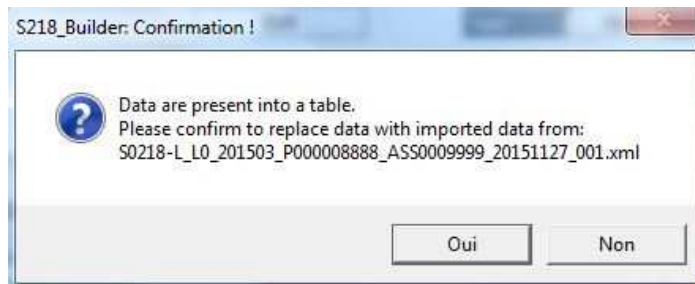 S218_Builder: Confirmation !
Data are present into a table.
Please confirm to replace data with imported data from:
S0218-L_L0_201503_P000008888_ASS0009999_20151127_001.xml
Oui
Non